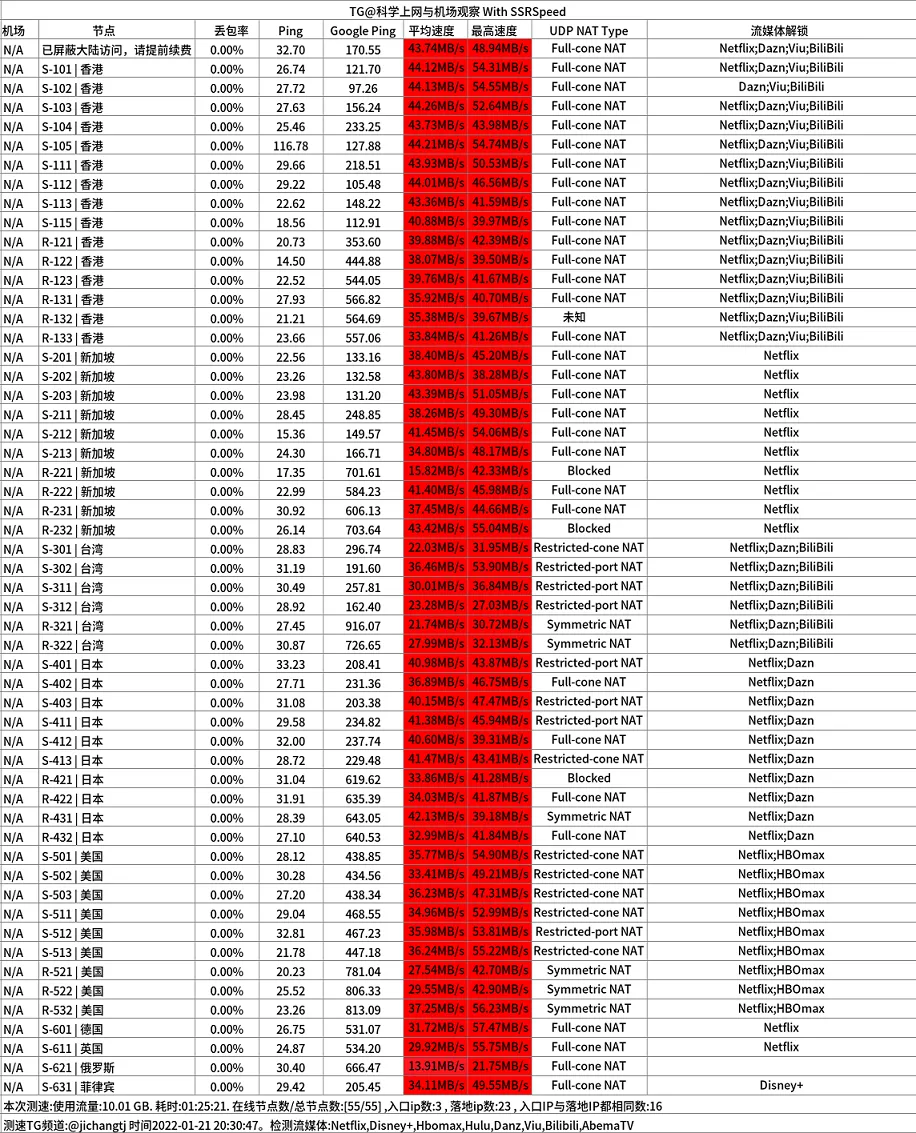 TG@科学上网与机场观察 With SSRSpeed
机场 节点 丢包率 Ping Google Ping 平均速度 最高速度 UDP NAT Type 流媒体解锁
N/A 已屏蔽大陆访问，请提前续费 0.00% 32.70 170.55 43.74MB/s 48.94MB/s Full-cone NAT Netflix;Dazn;Viu;BiliBili
N/A S-101 | 香港 0.00% 26.74 121.70 44.12MB/s 54.31MB/s Full-cone NAT Netflix;Dazn;Viu;BiliBili
N/A S-102 | 香港 0.00% 27.72 97.26 44.13MB/s 54.55MB/s Full-cone NAT Dazn;Viu;BiliBili
N/A S-103 | 香港 0.00% 27.63 156.24 44.26MB/s 52.64MB/s Full-cone NAT Netflix;Dazn;Viu;BiliBili
N/A S-104 | 香港 0.00% 25.46 233.25 43.73MB/s 43.98MB/s Full-cone NAT Netflix;Dazn;Viu;BiliBili
N/A S-105 | 香港 0.00% 116.78 127.88 44.21MB/s 54.74MB/s Full-cone NAT Netflix;Dazn;Viu;BiliBili
N/A S-111 | 香港 0.00% 29.66 218.51 43.93MB/s 50.53MB/s Full-cone NAT Netflix;Dazn;Viu;BiliBili
N/A S-112 | 香港 0.00% 29.22 105.48 44.01MB/s 46.56MB/s Full-cone NAT Netflix;Dazn;Viu;BiliBili
N/A S-113 | 香港 0.00% 22.62 148.22 43.36MB/s 41.59MB/s Full-cone NAT Netflix;Dazn;Viu;BiliBili
N/A S-115 | 香港 0.00% 18.56 112.91 40.88MB/s 39.97MB/s Full-cone NAT Netflix;Dazn;Viu;BiliBili
N/A R-121 | 香港 0.00% 20.73 353.60 39.88MB/s 42.39MB/s Full-cone NAT Netflix;Dazn;Viu;BiliBili
N/A R-122 | 香港 0.00% 14.50 444.88 38.07MB/s 39.50MB/s Full-cone NAT Netflix;Dazn;Viu;BiliBili
N/A R-123 | 香港 0.00% 22.52 544.05 39.76MB/s 41.67MB/s Full-cone NAT Netflix;Dazn;Viu;BiliBili
N/A R-131 | 香港 0.00% 27.93 566.82 35.92MB/s 40.70MB/s Full-cone NAT Netflix;Dazn;Viu;BiliBili
N/A R-132 | 香港 0.00% 21.21 564.69 35.38MB/s 39.67MB/s 未知 Netflix;Dazn;Viu;BiliBili
N/A R-133 | 香港 0.00% 23.66 557.06 33.84MB/s 41.26MB/s Full-cone NAT Netflix;Dazn;Viu;BiliBili
N/A S-201 | 新加坡 0.00% 22.56 133.16 38.40MB/s 45.20MB/s Full-cone NAT Netflix
N/A S-202 | 新加坡 0.00% 23.26 132.58 43.80MB/s 38.28MB/s Full-cone NAT Netflix
N/A S-203 | 新加坡 0.00% 23.98 131.20 43.39MB/s 51.05MB/s Full-cone NAT Netflix
N/A S-211 | 新加坡 0.00% 28.45 248.85 38.26MB/s 49.30MB/s Full-cone NAT Netflix
N/A S-212 | 新加坡 0.00% 15.36 149.57 41.45MB/s 54.06MB/s Full-cone NAT Netflix
N/A S-213 | 新加坡 0.00% 24.30 166.71 34.80MB/s 48.17MB/s Full-cone NAT Netflix
N/A R-221 | 新加坡 0.00% 17.35 701.61 15.82MB/s 42.33MB/s Blocked Netflix
N/A R-222 | 新加坡 0.00% 22.99 584.23 41.40MB/s 45.98MB/s Full-cone NAT Netflix
N/A R-231 | 新加坡 0.00% 30.92 606.13 37.45MB/s 44.66MB/s Full-cone NAT Netflix
N/A R-232 | 新加坡 0.00% 26.14 703.64 43.42MB/s 55.04MB/s Blocked Netflix
N/A S-301 | 台湾 0.00% 28.83 296.74 22.03MB/s 31.95MB/s Restricted-cone NAT Netflix;Dazn;BiliBili
N/A S-302 | 台湾 0.00% 31.19 191.60 36.46MB/s 53.90MB/s Restricted-port NAT Netflix;Dazn;BiliBili
N/A S-311 | 台湾 0.00% 30.49 257.81 30.01MB/s 36.84MB/s Restricted-port NAT Netflix;Dazn;BiliBili
N/A S-312 | 台湾 0.00% 28.92 162.40 23.28MB/s 27.03MB/s Restricted-port NAT Netflix;Dazn;BiliBili
N/A R-321 | 台湾 0.00% 27.45 916.07 21.74MB/s 30.72MB/s Symmetric NAT Netflix;Dazn;BiliBili
N/A R-322 | 台湾 0.00% 30.87 726.65 27.99MB/s 32.13MB/s Symmetric NAT Netflix;Dazn;BiliBili
N/A S-401 | 日本 0.00% 33.23 208.41 40.98MB/s 43.87MB/s Restricted-port NAT Netflix;Dazn
N/A S-402 | 日本 0.00% 27.71 231.36 36.89MB/s 46.75MB/s Full-cone NAT Netflix;Dazn
N/A S-403 | 日本 0.00% 31.08 203.38 40.15MB/s 47.47MB/s Restricted-port NAT Netflix;Dazn
N/A S-411 | 日本 0.00% 29.58 234.82 41.38MB/s 45.94MB/s Restricted-port NAT Netflix;Dazn
N/A S-412 | 日本 0.00% 32.00 237.74 40.60MB/s 39.31MB/s Full-cone NAT Netflix;Dazn
N/A S-413 | 日本 0.00% 28.72 229.48 41.47MB/s 43.41MB/s Restricted-cone NAT Netflix;Dazn
N/A R-421 | 日本 0.00% 31.04 619.62 33.86MB/s 41.28MB/s Blocked Netflix;Dazn
N/A R-422 | 日本 0.00% 31.91 635.39 34.03MB/s 41.87MB/s Full-cone NAT Netflix;Dazn
N/A R-431 | 日本 0.00% 28.39 643.05 42.13MB/s 39.18MB/s Symmetric NAT Netflix;Dazn
N/A R-432 | 日本 0.00% 27.10 640.53 32.99MB/s 41.84MB/s Full-cone NAT Netflix;Dazn
N/A S-501 | 美国 0.00% 28.12 438.85 35.77MB/s 54.90MB/s Restricted-cone NAT Netflix;HBOmax
N/A S-502 | 美国 0.00% 30.28 434.56 33.41MB/s 49.21MB/s Restricted-cone NAT Netflix;HBOmax
N/A S-503 | 美国 0.00% 27.20 438.34 36.23MB/s 47.31MB/s Restricted-cone NAT Netflix;HBOmax
N/A S-511 | 美国 0.00% 29.04 468.55 34.96MB/s 52.99MB/s Restricted-cone NAT Netflix;HBOmax
N/A S-512 | 美国 0.00% 32.81 467.23 35.98MB/s 53.81MB/s Restricted-port NAT Netflix;HBOmax
N/A S-513 | 美国 0.00% 21.78 447.18 36.24MB/s 55.22MB/s Restricted-cone NAT Netflix;HBOmax
N/A R-521 | 美国 0.00% 20.23 781.04 27.54MB/s 42.70MB/s Symmetric NAT Netflix;HBOmax
N/A R-522 | 美国 0.00% 25.52 806.33 29.55MB/s 42.90MB/s Symmetric NAT Netflix;HBOmax
N/A R-532 | 美国 0.00% 23.26 813.09 37.25MB/s 56.23MB/s Symmetric NAT Netflix;HBOmax
N/A S-601 | 德国 0.00% 26.75 531.07 31.72MB/s 57.47MB/s Full-cone NAT Netflix
N/A S-611 | 英国 0.00% 24.87 534.20 29.92MB/s 55.75MB/s Full-cone NAT Netflix
N/A S-621 | 俄罗斯 0.00% 30.40 666.47 13.91MB/s 21.75MB/s Full-cone NAT
N/A S-631 | 菲律宾 0.00% 29.42 205.45 34.11MB/s 49.55MB/s Full-cone NAT Disney+
本次测速:使用流量:10.01 GB. 耗时:01:25:21. 在线节点数/总节点数:[55/55] ,入口ip数:3 , 落地ip数:23 , 入口IP与落地IP都相同数:16
测速TG频道:@jichangtj 时间2022-01-21 20:30:47。检测流媒体:Netflix,Disney+,Hbomax,Hulu,Danz,Viu,Bilibili,AbemaTV